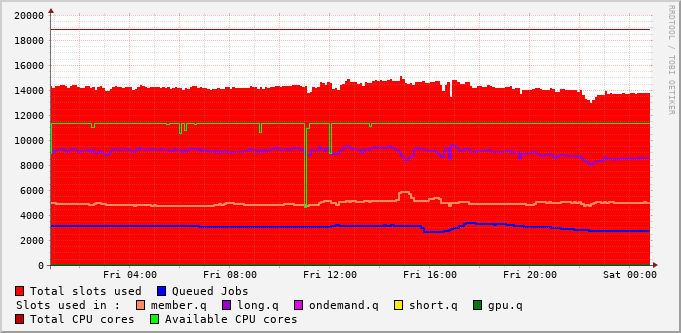 20000
18000
16000
14000
12000
10000
8000
6000
4000
2000
0
Fri 04:00 Fri 08:00 Fri 12:00 Fri 16:00 Fri 20:00 Sat 00:00
RRDTOOL / TOBI OETIKER
Total slots used Queued Jobs
Slots used in : member.q long.q ondemand.q short.q gpu.q
Total CPU cores Available CPU cores